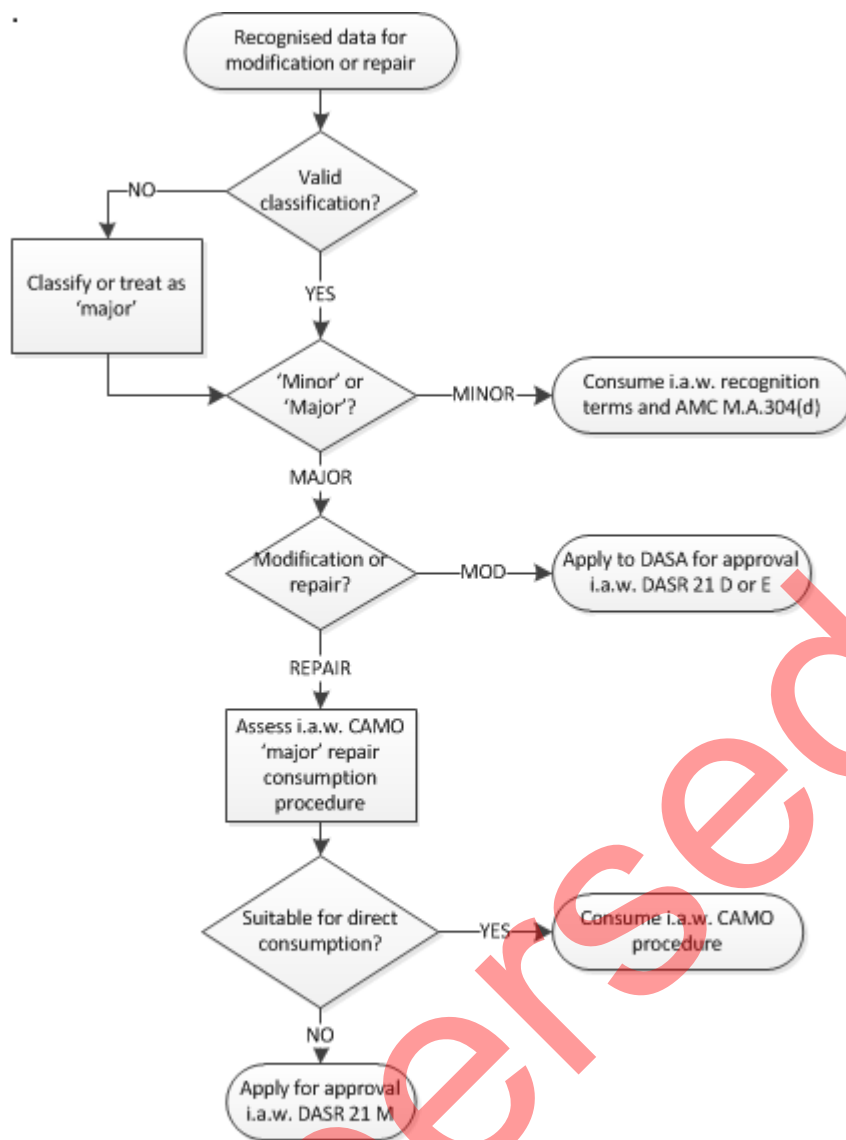 .
Recognised data for
modification or repair
Valid
classification?
NO
Classify or treat as
‘major’
YES
‘Minor’ or
‘Major’?
MINOR
Consume i.a.w. recognition
terms and AMC M.A.304(d)
MAJOR
Modification or
repair?
MOD
Apply to DASA for approval
i.a.w. DASR 21 D or E
REPAIR
Assess i.a.w. CAMO
‘major’ repair
consumption
procedure
Suitable for direct
consumption?
YES
Consume i.a.w. CAMO
procedure
NO
Apply for approval
i.a.w. DASR 21 M
ersed